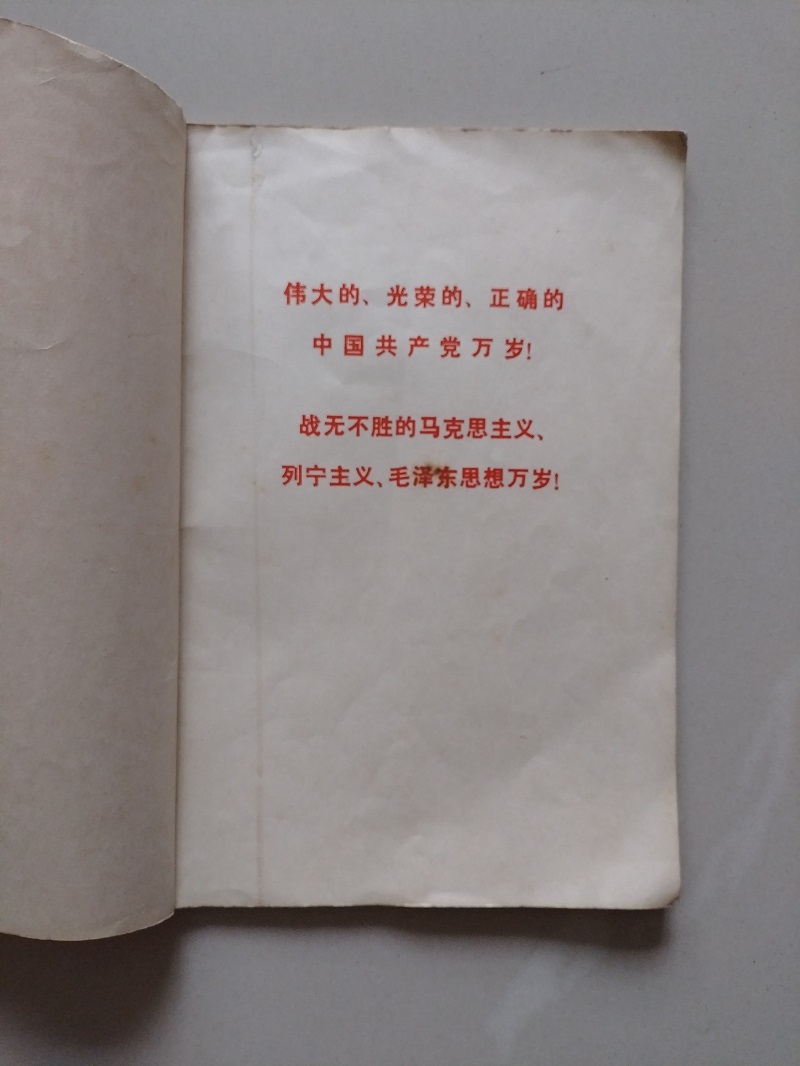 伟大的、光荣的、正确的
中国共产党万岁！
战无不胜的马克思主义、
列宁主义、毛泽东思想万岁！